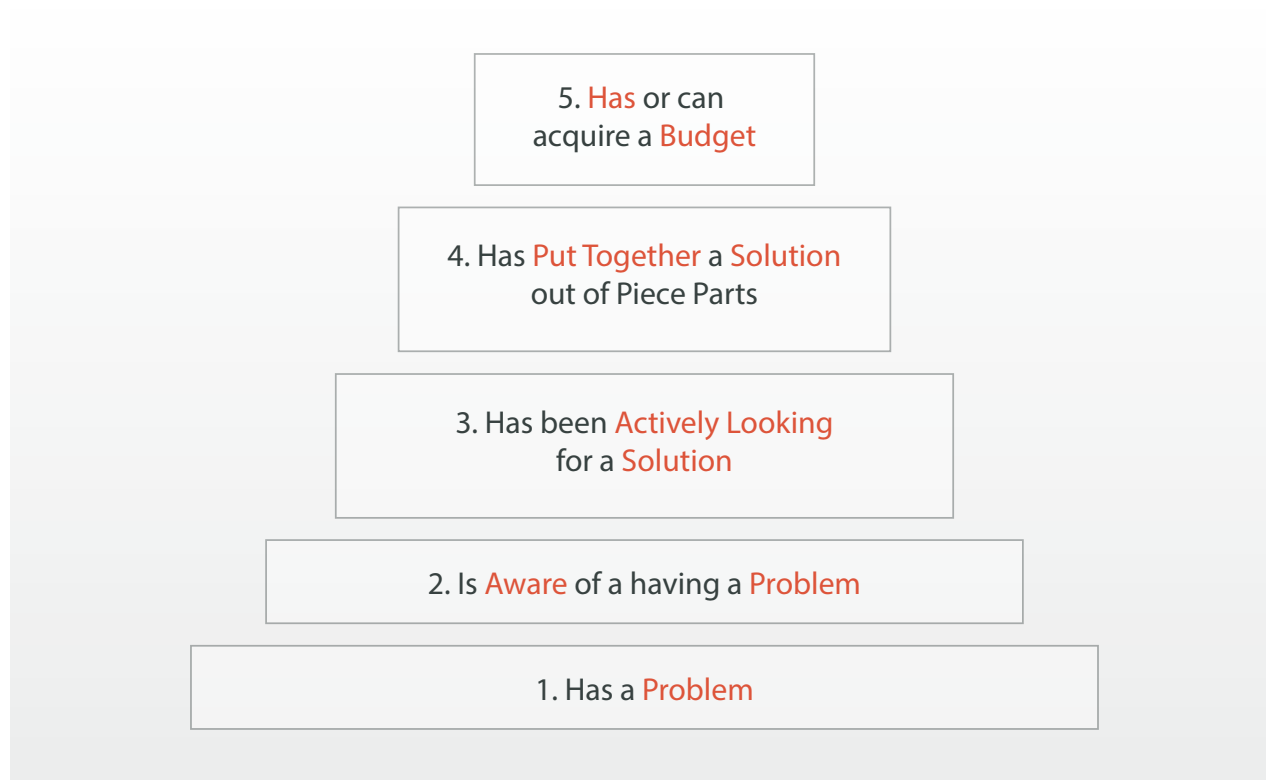 5. Has or can
acquire a Budget
4. Has Put Together a Solution
out of Piece Parts
3. Has been Actively Looking
for a Solution
2. Is Aware of a having a Problem
1. Has a Problem